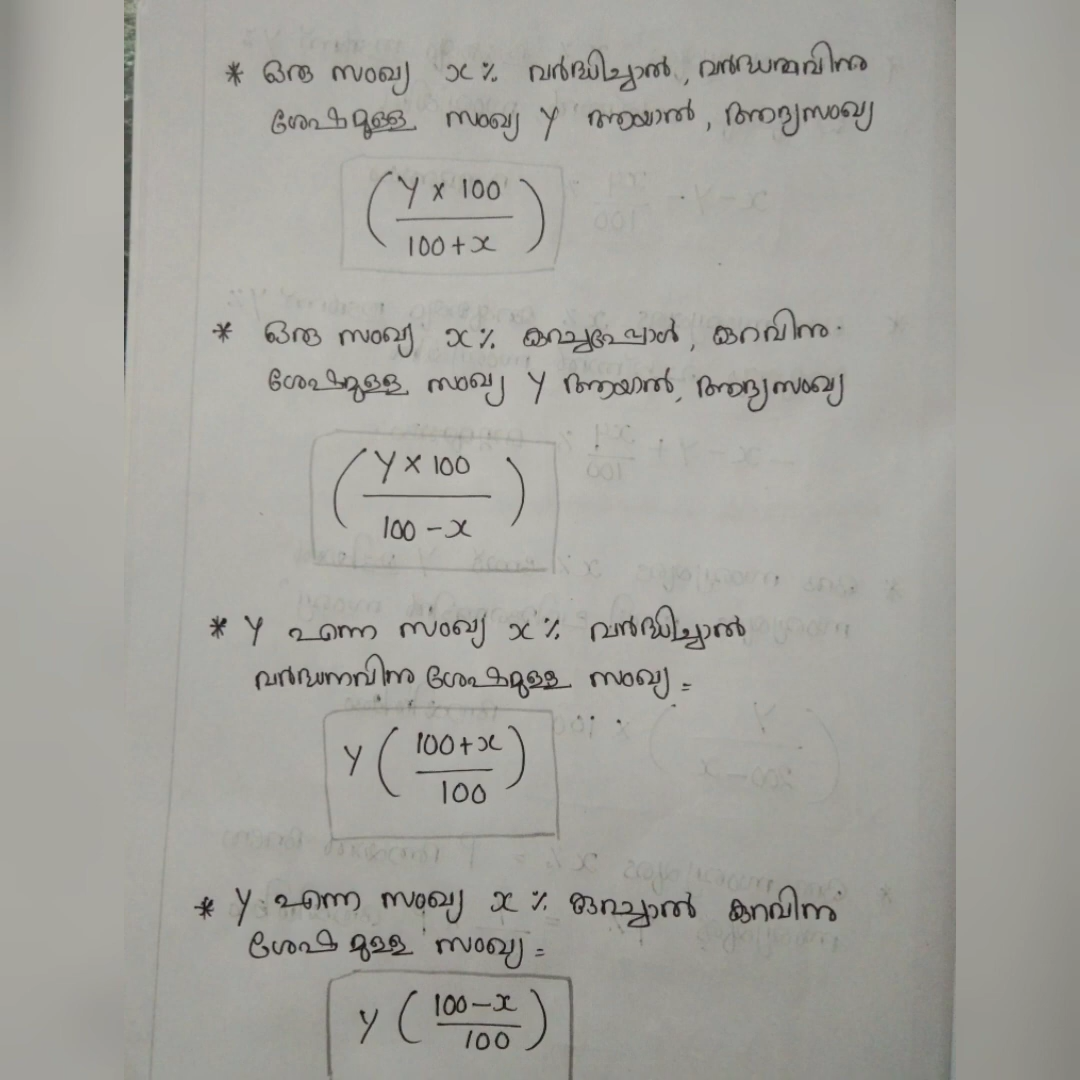 * ഒരു സംഖ്യ x% വർദ്ധിച്ചാൽ, വർദ്ധനവിനു
ശേഷമുള്ള സംഖ്യ y ആയാൽ, ആദ്യസംഖ്യ
(y × 100 / 100 + x)
* ഒരു സംഖ്യ x% കുറച്ചപ്പോൾ, കുറവിനു
ശേഷമുള്ള സംഖ്യ y ആയാൽ, ആദ്യസംഖ്യ
(y × 100 / 100 - x)
* y എന്ന സംഖ്യ x% വർദ്ധിച്ചാൽ
വർദ്ധനവിനു ശേഷമുള്ള സംഖ്യ =
y (100 + x / 100)
* y എന്ന സംഖ്യ x% കുറച്ചാൽ കുറവിനു
ശേഷമുള്ള സംഖ്യ =
y (100 - x / 100)